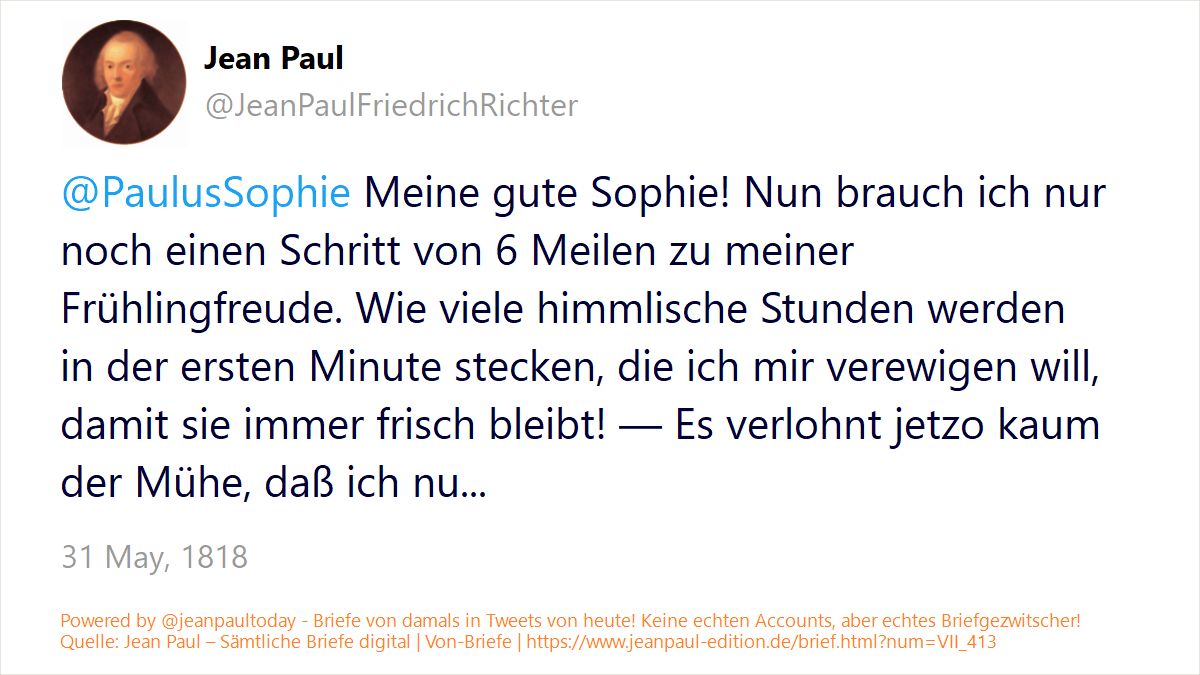 Jean Paul
@JeanPaulFriedrichRichter
@PaulusSophie Meine gute Sophie! Nun brauch ich nur
noch einen Schritt von 6 Meilen zu meiner
Frühlingfreude. Wie viele himmlische Stunden werden
in der ersten Minute stecken, die ich mir verewigen will,
damit sie immer frisch bleibt! — Es verlohnt jetzo kaum
der Mühe, daß ich nu...
31 May, 1818
Powered by @jeanpaultoday - Briefe von damals in Tweets von heute! Keine echten Accounts, aber echtes Briefgezwitscher!
Quelle: Jean Paul – Sämtliche Briefe digital | Von-Briefe | https://www.jeanpaul-edition.de/brief.html?num=VII_413